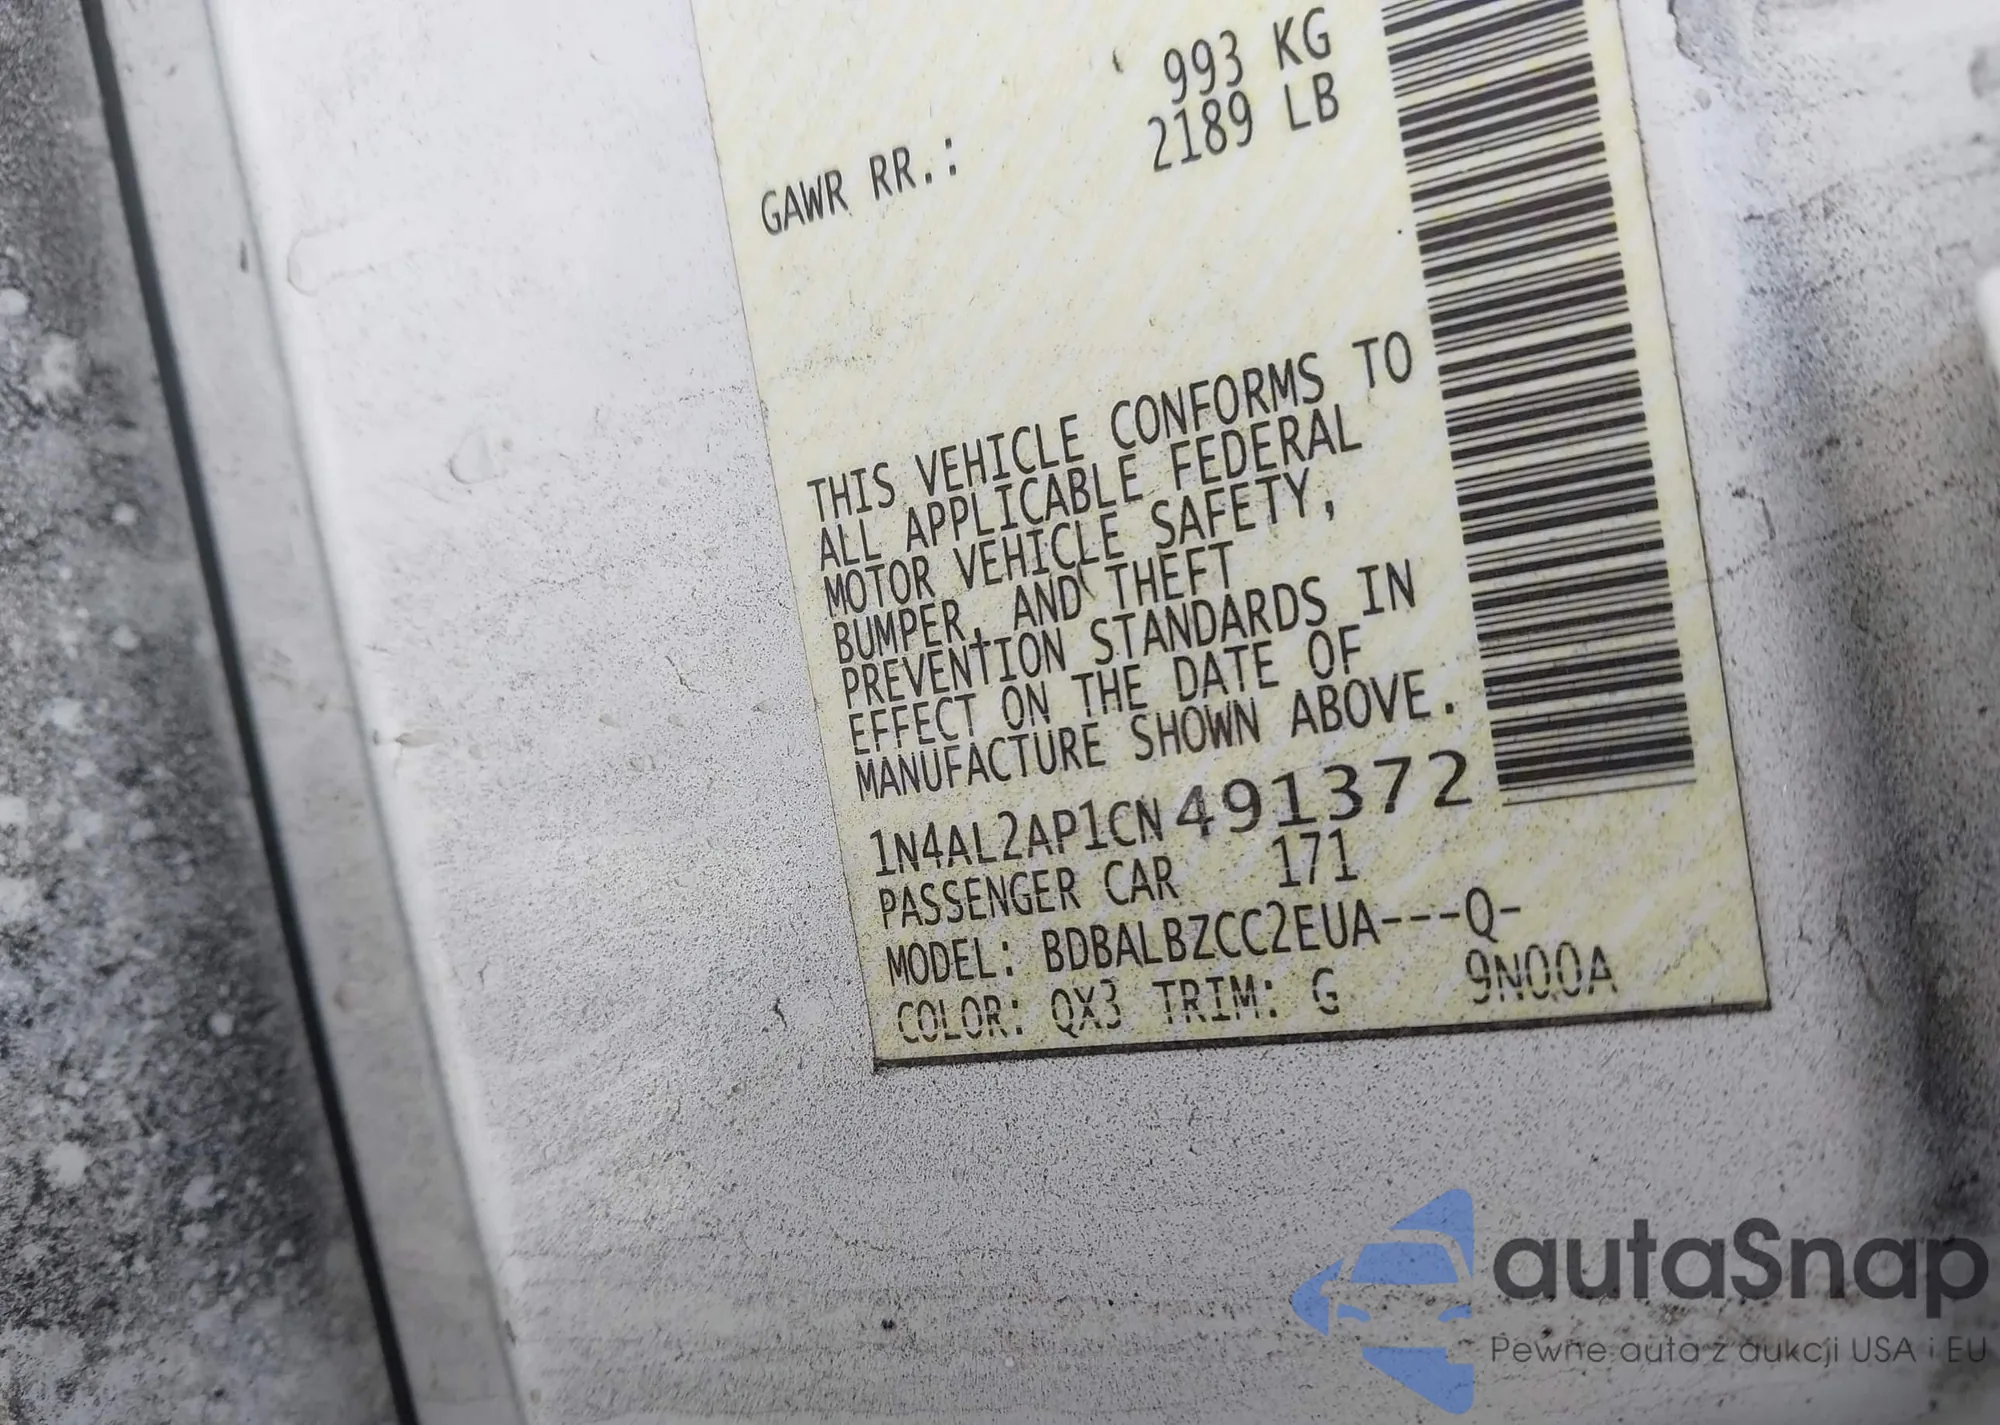 993 KG
GAWR RR.: 2189 LB
THIS VEHICLE CONFORMS TO
ALL APPLICABLE FEDERAL
MOTOR VEHICLE SAFETY,
BUMPER, AND THEFT
PREVENTION STANDARDS IN
EFFECT ON THE DATE OF
MANUFACTURE SHOWN ABOVE.
1N4AL2AP1CN491372
PASSENGER CAR 171
MODEL: BDBALBZCC2EUA---Q-
COLOR: QX3 TRIM: G 9N00A
autaSnap
Pewne auta z aukcji USA i EU